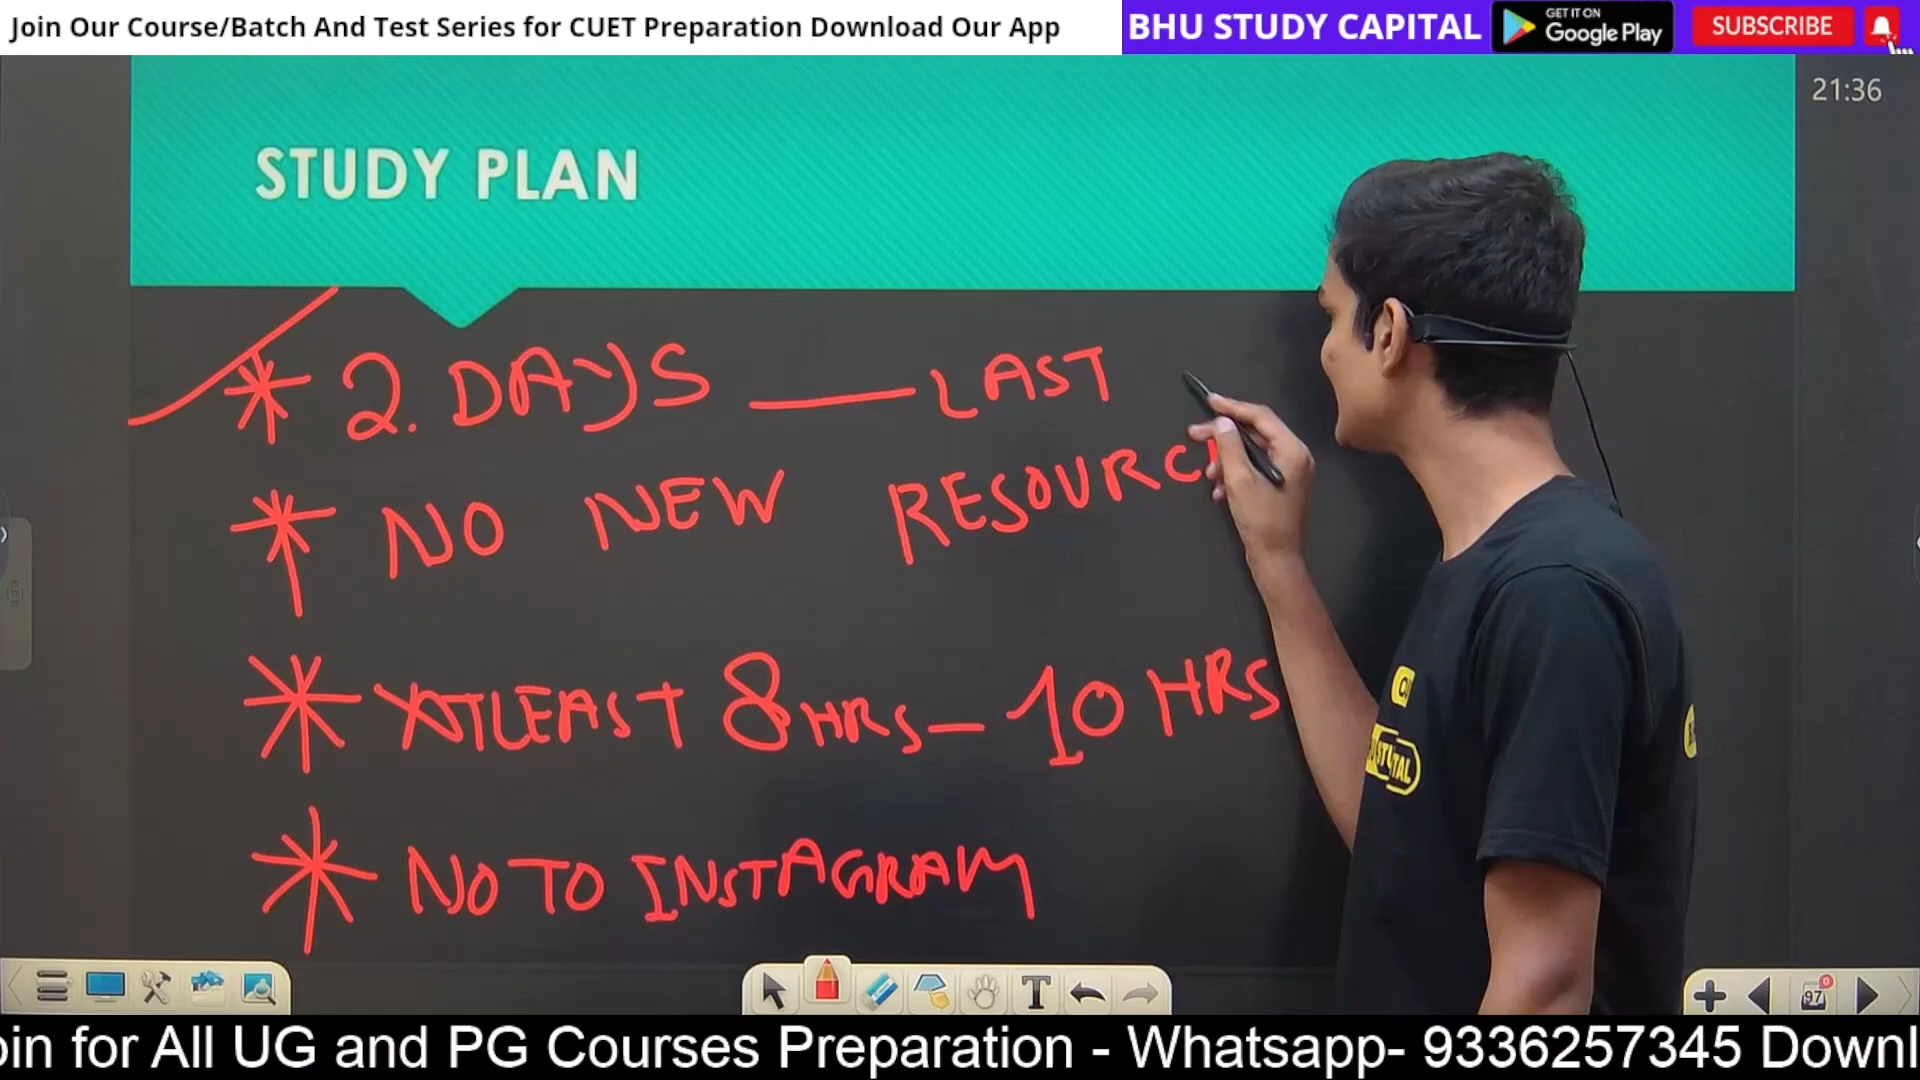 Join Our Course/Batch And Test Series for CUET Preparation Download Our App
BHU STUDY CAPITAL
GET IT ON
Google Play
SUBSCRIBE
21:36
STUDY PLAN
* 2. DAYS — LAST
* NO NEW RESOURC
* ATLEAST 8 HRS – 10 HRS
* NO TO INSTAGRAM
T
97
0
oin for All UG and PG Courses Preparation - Whatsapp- 9336257345 Downl